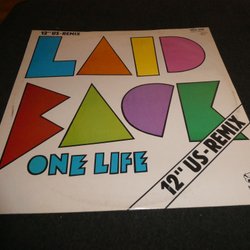 12" US-REMIX
LAID
BACK
ONE LIFE
12" US-REMIX